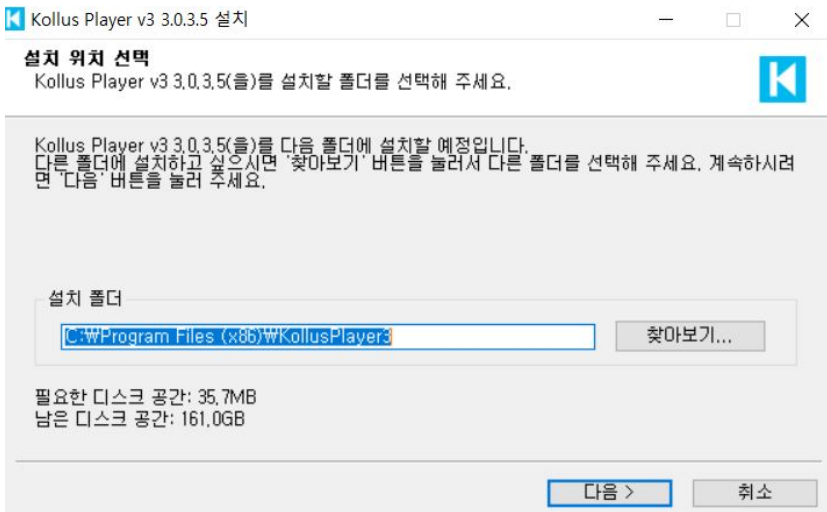 Kollus Player v3 3.0.3.5 설치
설치 위치 선택
Kollus Player v3 3.0.3.5(을)를 설치할 폴더를 선택해 주세요.
Kollus Player v3 3.0.3.5(을)를 다음 폴더에 설치할 예정입니다.
다른 폴더에 설치하고 싶으시면 '찾아보기' 버튼을 눌러서 다른 폴더를 선택해 주세요. 계속하시려
면 '다음' 버튼을 눌러 주세요.
설치 폴더
C:₩Program Files (x86)₩KollusPlayer3
찾아보기...
필요한 디스크 공간: 35.7MB
남은 디스크 공간: 161.0GB
다음 >
취소